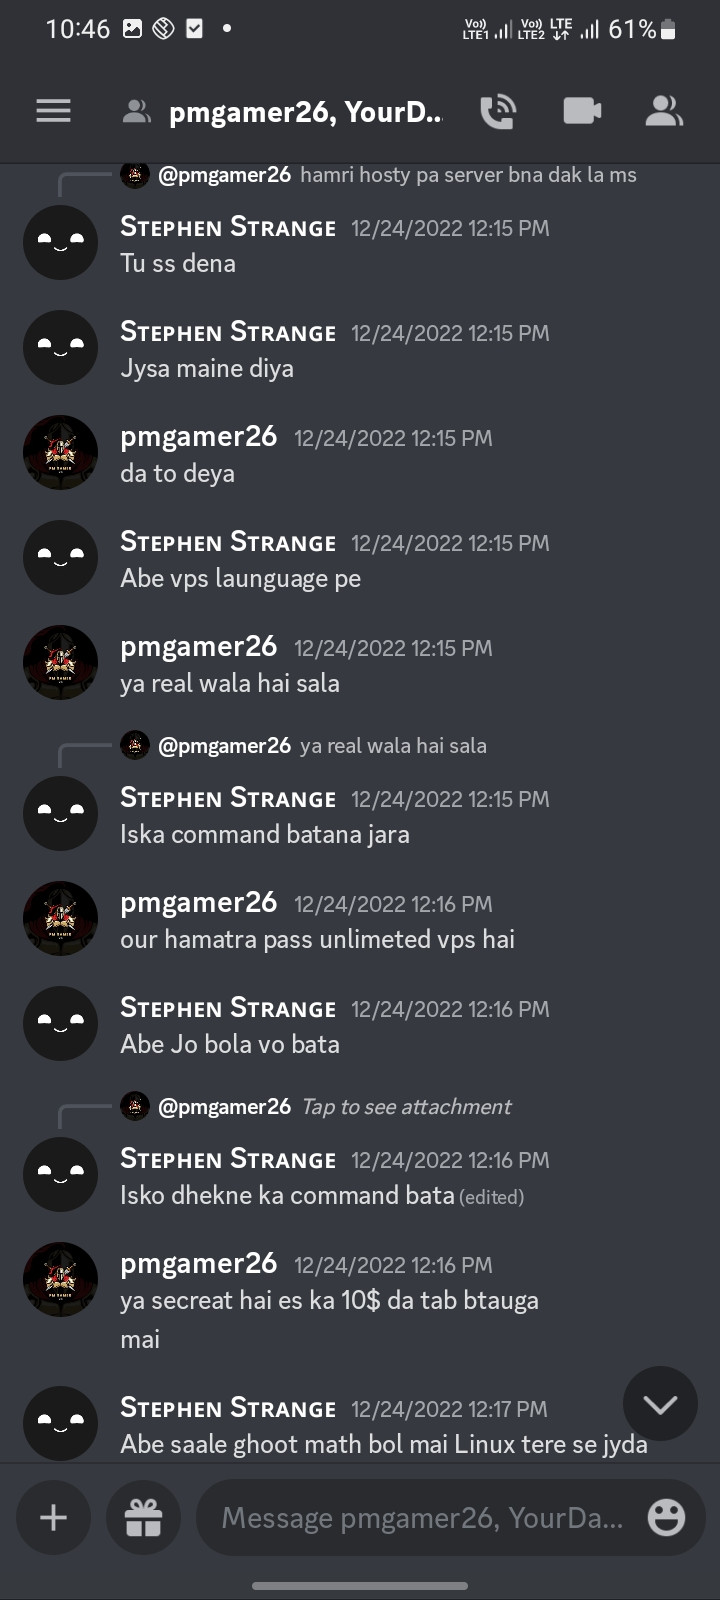 10:46 Vo)) LTE1 Vo)) LTE2 LTE 61%
pmgamer26, YourD...
@pmgamer26 hamri hosty pa server bna dak la ms
Stephen Strange 12/24/2022 12:15 PM
Tu ss dena
Stephen Strange 12/24/2022 12:15 PM
Jysa maine diya
pmgamer26 12/24/2022 12:15 PM
da to deya
Stephen Strange 12/24/2022 12:15 PM
Abe vps launguage pe
pmgamer26 12/24/2022 12:15 PM
ya real wala hai sala
@pmgamer26 ya real wala hai sala
Stephen Strange 12/24/2022 12:15 PM
Iska command batana jara
pmgamer26 12/24/2022 12:16 PM
our hamatra pass unlimeted vps hai
Stephen Strange 12/24/2022 12:16 PM
Abe Jo bola vo bata
@pmgamer26 Tap to see attachment
Stephen Strange 12/24/2022 12:16 PM
Isko dhekne ka command bata (edited)
pmgamer26 12/24/2022 12:16 PM
ya secreat hai es ka 10$ da tab btauga
mai
Stephen Strange 12/24/2022 12:17 PM
Abe saale ghoot math bol mai Linux tere se jyda
Message pmgamer26, YourDa...